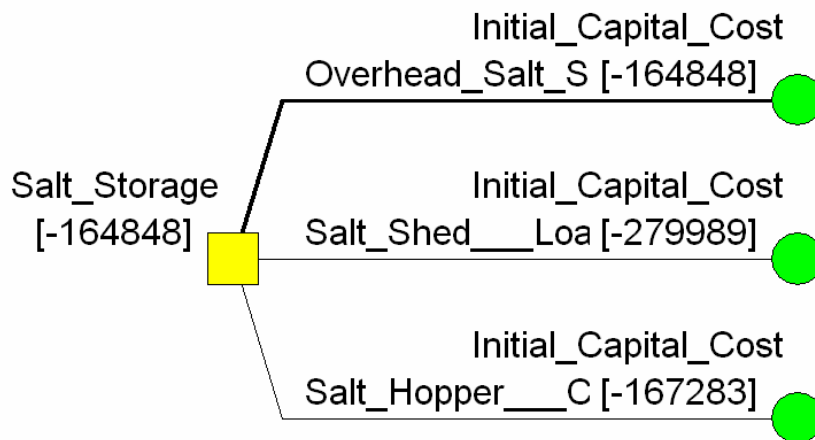 Initial_Capital_Cost
Overhead_Salt_S [-164848]
Salt_Storage
[-164848]
Initial_Capital_Cost
Salt_Shed___Loa [-279989]
Initial_Capital_Cost
Salt_Hopper___C [-167283]